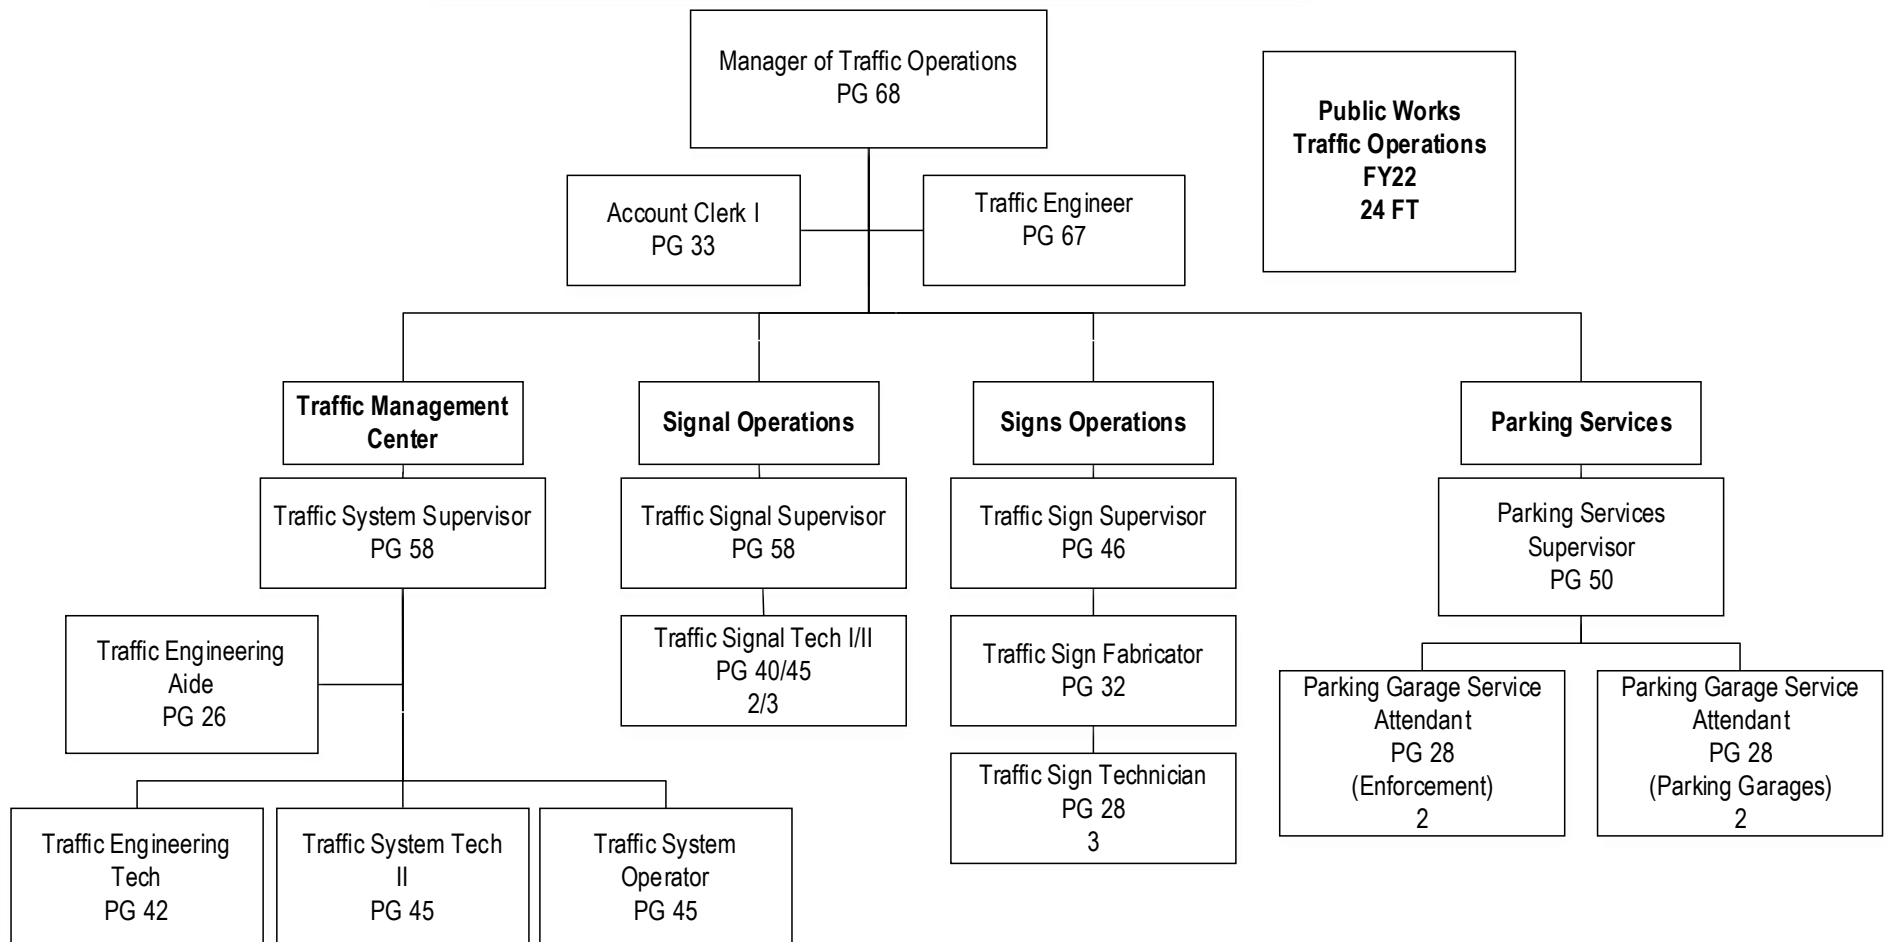 Manager of Traffic Operations
PG 68
Public Works
Traffic Operations
FY22
24 FT
Account Clerk I
PG 33
Traffic Engineer
PG 67
Traffic Management
Center
Signal Operations
Signs Operations
Parking Services
Traffic System Supervisor
PG 58
Traffic Signal Supervisor
PG 58
Traffic Sign Supervisor
PG 46
Parking Services
Supervisor
PG 50
Traffic Engineering
Aide
PG 26
Traffic Signal Tech I/II
PG 40/45
2/3
Traffic Sign Fabricator
PG 32
Parking Garage Service
Attendant
PG 28
(Enforcement)
2
Parking Garage Service
Attendant
PG 28
(Parking Garages)
2
Traffic Sign Technician
PG 28
3
Traffic Engineering
Tech
PG 42
Traffic System Tech
II
PG 45
Traffic System
Operator
PG 45